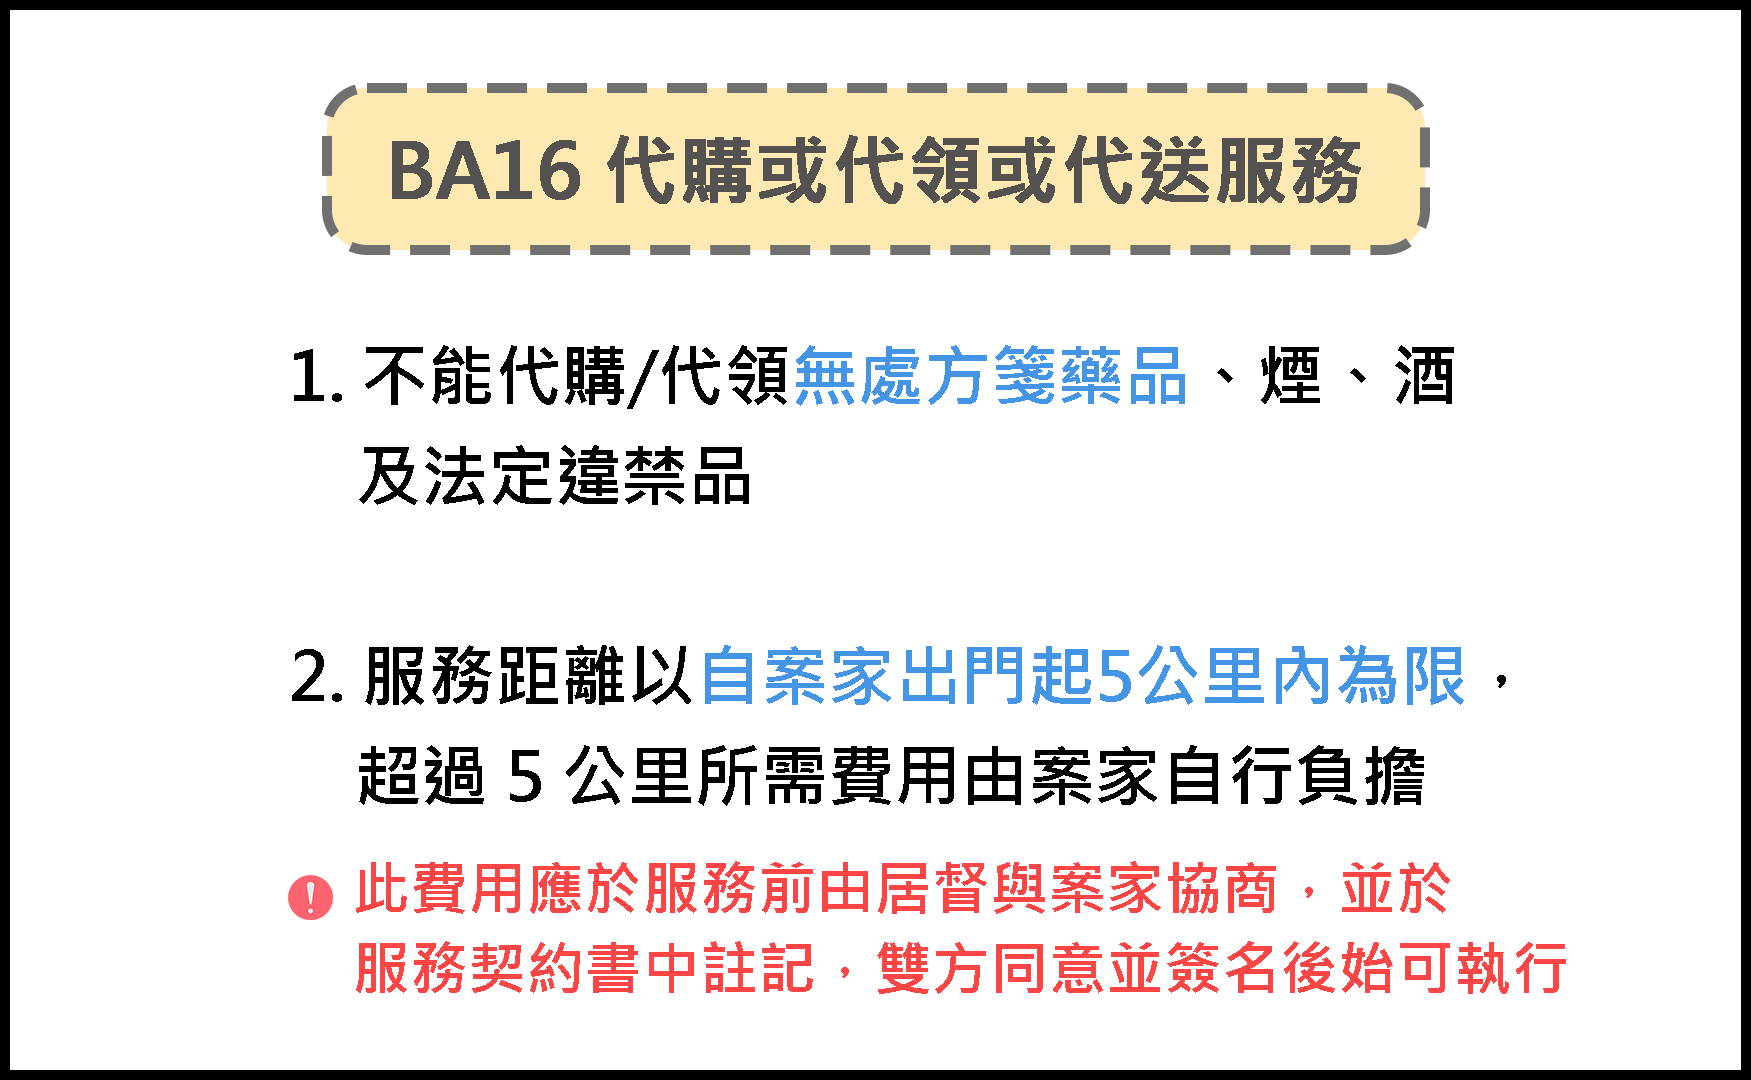 BA16 代購或代領或代送服務
1. 不能代購/代領無處方箋藥品、煙、酒
及法定違禁品
2. 服務距離以自案家出門起5公里內為限，
超過 5 公里所需費用由案家自行負擔
! 此費用應於服務前由居督與案家協商，並於
服務契約書中註記，雙方同意並簽名後始可執行